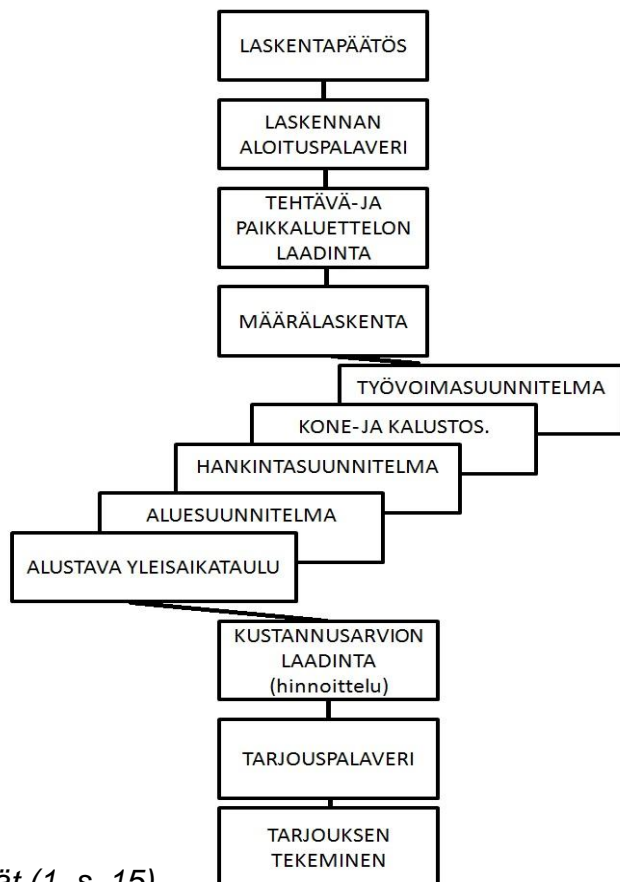 LASKENTAPÄÄTÖS
LASKENNAN
ALOITUSPALAVERI
TEHTÄVÄ-JA
PAIKKALUETTELON
LAADINTA
MÄÄRÄLASKENTA
TYÖVOIMASUUNNITELMA
KONE-JA KALUSTOS.
HANKINTASUUNNITELMA
ALUESUUNNITELMA
ALUSTAVA YLEISAIKATAULU
KUSTANNUSARVION
LAADINTA
(hinnoittelu)
TARJOUSPALAVERI
TARJOUKSEN
TEKEMINEN
(1, s. 15)